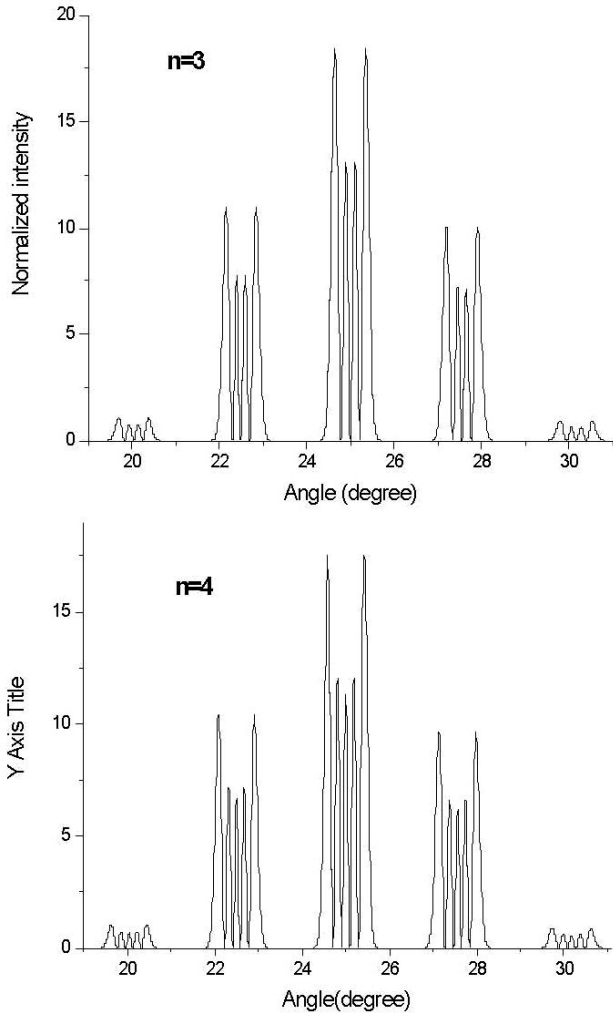 20
n=3
15
Normalized intensity
10
5
0
20 22 24 26 28 30
Angle (degree)
n=4
15
Y Axis Title
10
5
0
20 22 24 26 28 30
Angle(degree)